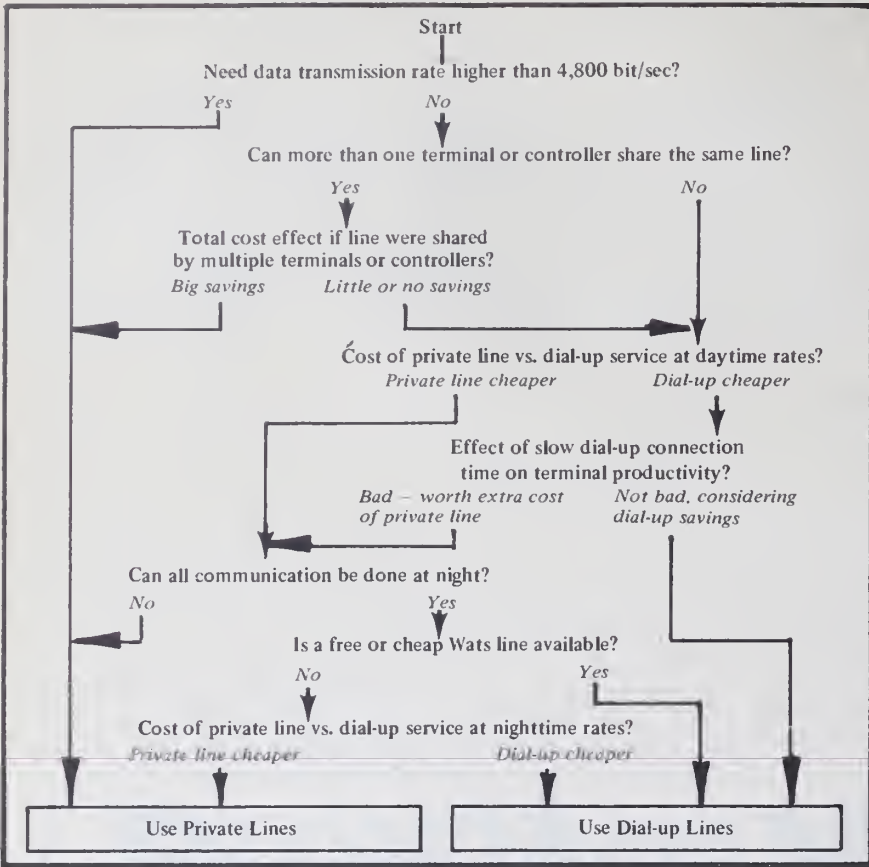 Start
Need data transmission rate higher than 4,800 bit/sec?
Yes
No
Can more than one terminal or controller share the same line?
Yes
No
Total cost effect if line were shared
by multiple terminals or controllers?
Big savings
Little or no savings
Cost of private line vs. dial-up service at daytime rates?
Private line cheaper
Dial-up cheaper
Effect of slow dial-up connection
time on terminal productivity?
Bad – worth extra cost
of private line
Not bad, considering
dial-up savings
Can all communication be done at night?
No
Yes
Is a free or cheap Wats line available?
No
Yes
Cost of private line vs. dial-up service at nighttime rates?
Private line cheaper
Dial-up cheaper
Use Private Lines
Use Dial-up Lines